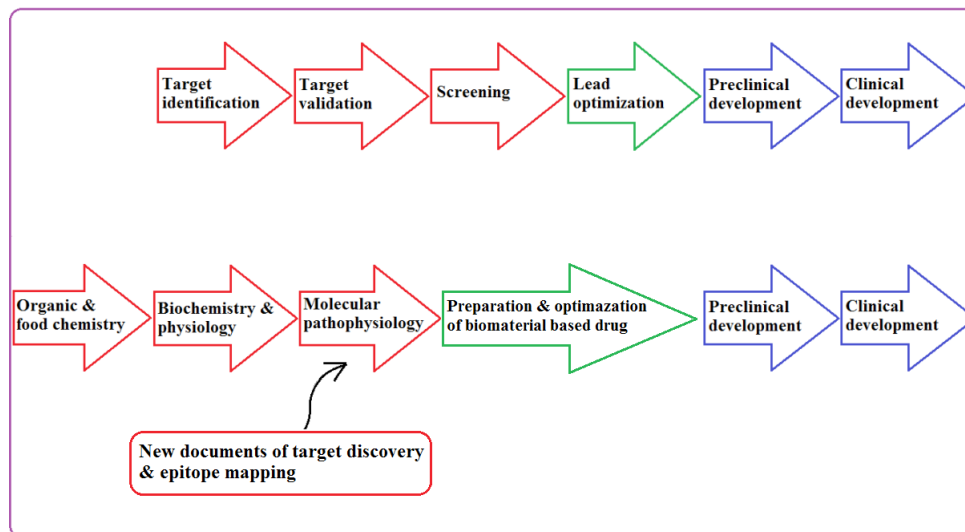 Target
identification
Target
validation
Screening
Lead
optimization
Preclinical
development
Clinical
development
Organic &
food chemistry
Biochemistry &
physiology
Molecular
pathophysiology
Preparation & optimazation
of biomaterial based drug
Preclinical
development
Clinical
development
New documents of target discovery
& epitope mapping